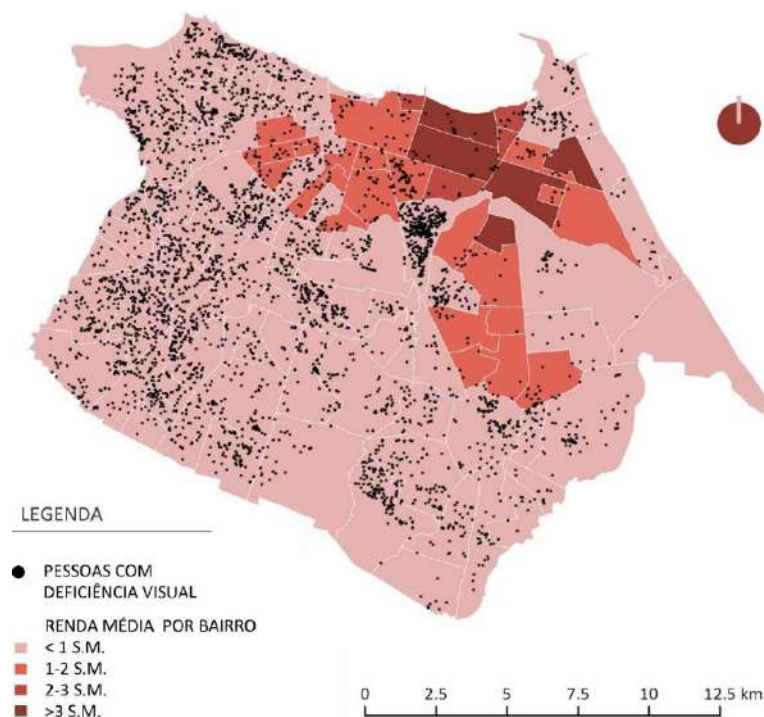 LEGENDA
PESSOAS COM
DEFICIÊNCIA VISUAL
RENDA MÉDIA POR BAIRRO
< 1 S.M.
1-2 S.M.
2-3 S.M.
>3 S.M.
0 2.5 5 7.5 10 12.5 km